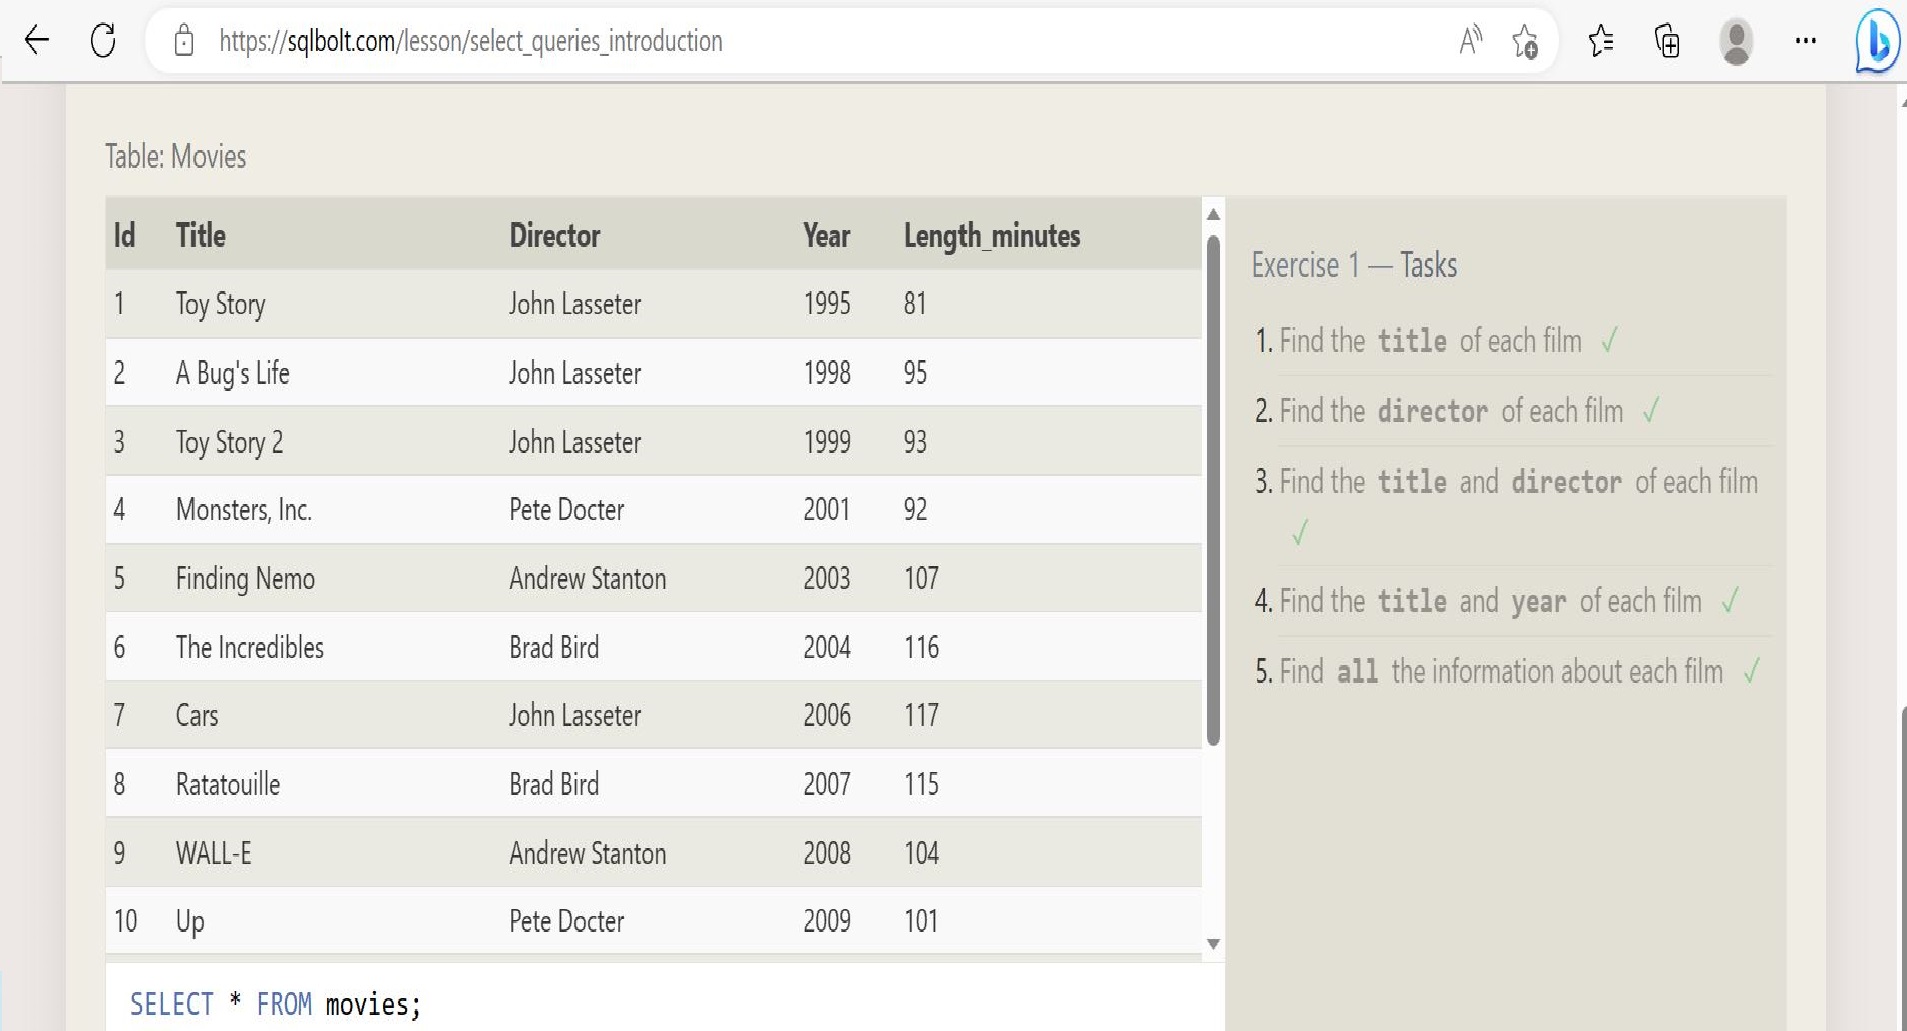 https://sqlbolt.com/lesson/select_queries_introduction
Table: Movies
Id Title Director Year Length_minutes
1 Toy Story John Lasseter 1995 81
2 A Bug's Life John Lasseter 1998 95
3 Toy Story 2 John Lasseter 1999 93
4 Monsters, Inc. Pete Docter 2001 92
5 Finding Nemo Andrew Stanton 2003 107
6 The Incredibles Brad Bird 2004 116
7 Cars John Lasseter 2006 117
8 Ratatouille Brad Bird 2007 115
9 WALL-E Andrew Stanton 2008 104
10 Up Pete Docter 2009 101
SELECT * FROM movies;
Exercise 1 — Tasks
1. Find the title of each film ✓
2. Find the director of each film ✓
3. Find the title and director of each film
✓
4. Find the title and year of each film ✓
5. Find all the information about each film ✓